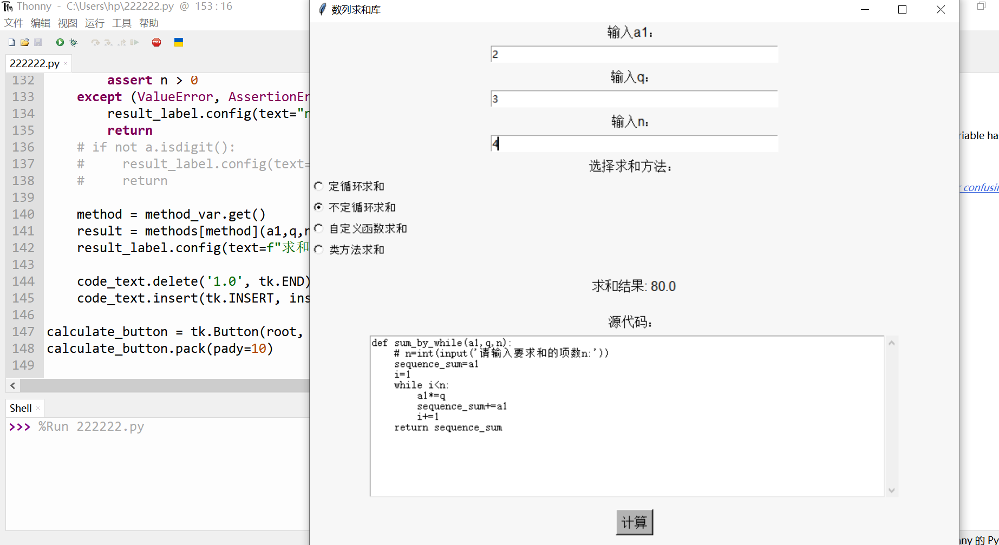 Thonny - C:\Users\hp\222222.py @ 153 : 16
文件 编辑 视图 运行 工具 帮助
STOP
222222.py ×
132         assert n > 0
133     except (ValueError, AssertionEr
134         result_label.config(text="
135         return
136     # if not a.isdigit():
137     #     result_label.config(text=
138     #     return
139
140     method = method_var.get()
141     result = methods[method](a1,q,
142     result_label.config(text=f"求和
143
144     code_text.delete('1.0', tk.END)
145     code_text.insert(tk.INSERT, ins
146
147 calculate_button = tk.Button(root,
148 calculate_button.pack(pady=10)
149
Shell ×
>>> %Run 222222.py
数列求和库
输入a1：
2
输入q：
3
输入n：
4
选择求和方法：
定循环求和
不定循环求和
自定义函数求和
类方法求和
求和结果: 80.0
源代码：
def sum_by_while(a1,q,n):
    # n=int(input('请输入要求和的项数n:'))
    sequence_sum=a1
    i=1
    while i<n:
        a1*=q
        sequence_sum+=a1
        i+=1
    return sequence_sum
计算
riable ha
r confusin
nny 的 Py